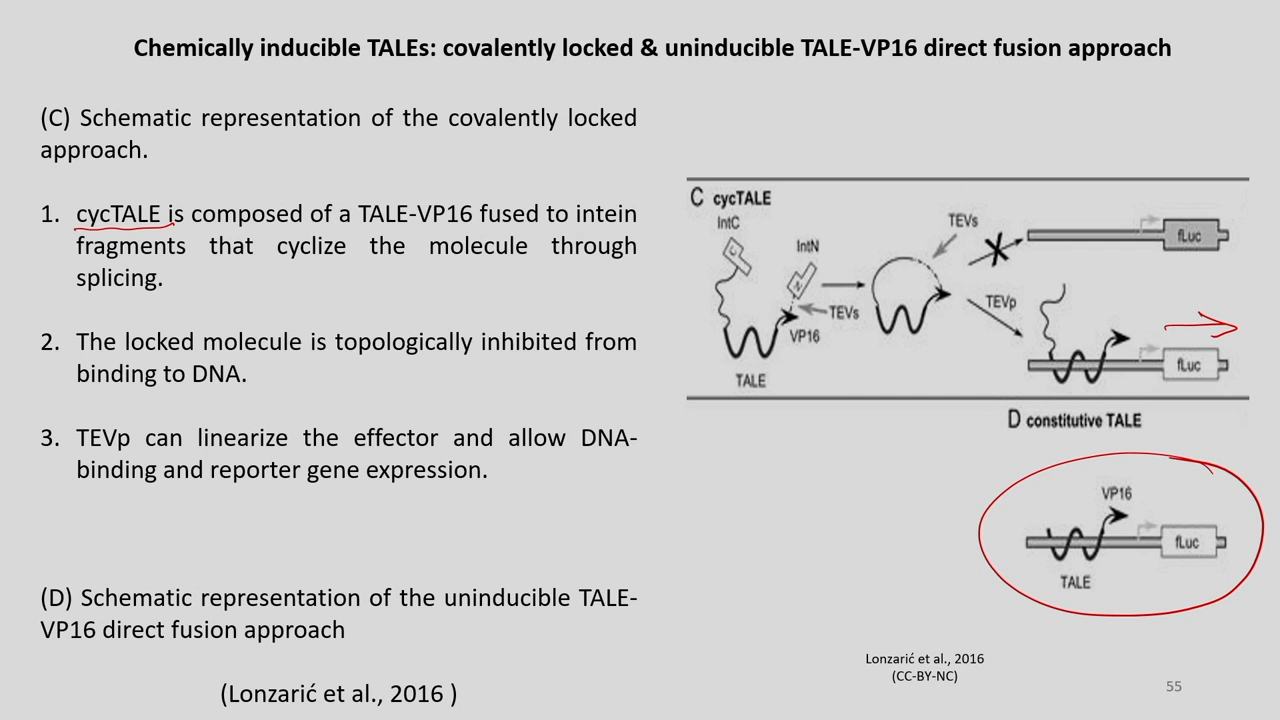 Chemically inducible TALEs: covalently locked & uninducible TALE-VP16 direct fusion approach
(C) Schematic representation of the covalently locked
approach.
1. cycTALE is composed of a TALE-VP16 fused to intein
fragments that cyclize the molecule through
splicing.
2. The locked molecule is topologically inhibited from
binding to DNA.
3. TEVp can linearize the effector and allow DNA-
binding and reporter gene expression.
(D) Schematic representation of the uninducible TALE-
VP16 direct fusion approach
(Lonzarić et al., 2016 )
C cycTALE
IntC
C
IntN
N
TEVs
VP16
TALE
TEVs
fLuc
TEVp
fLuc
D constitutive TALE
VP16
fLuc
TALE
Lonzarić et al., 2016
(CC-BY-NC)
55